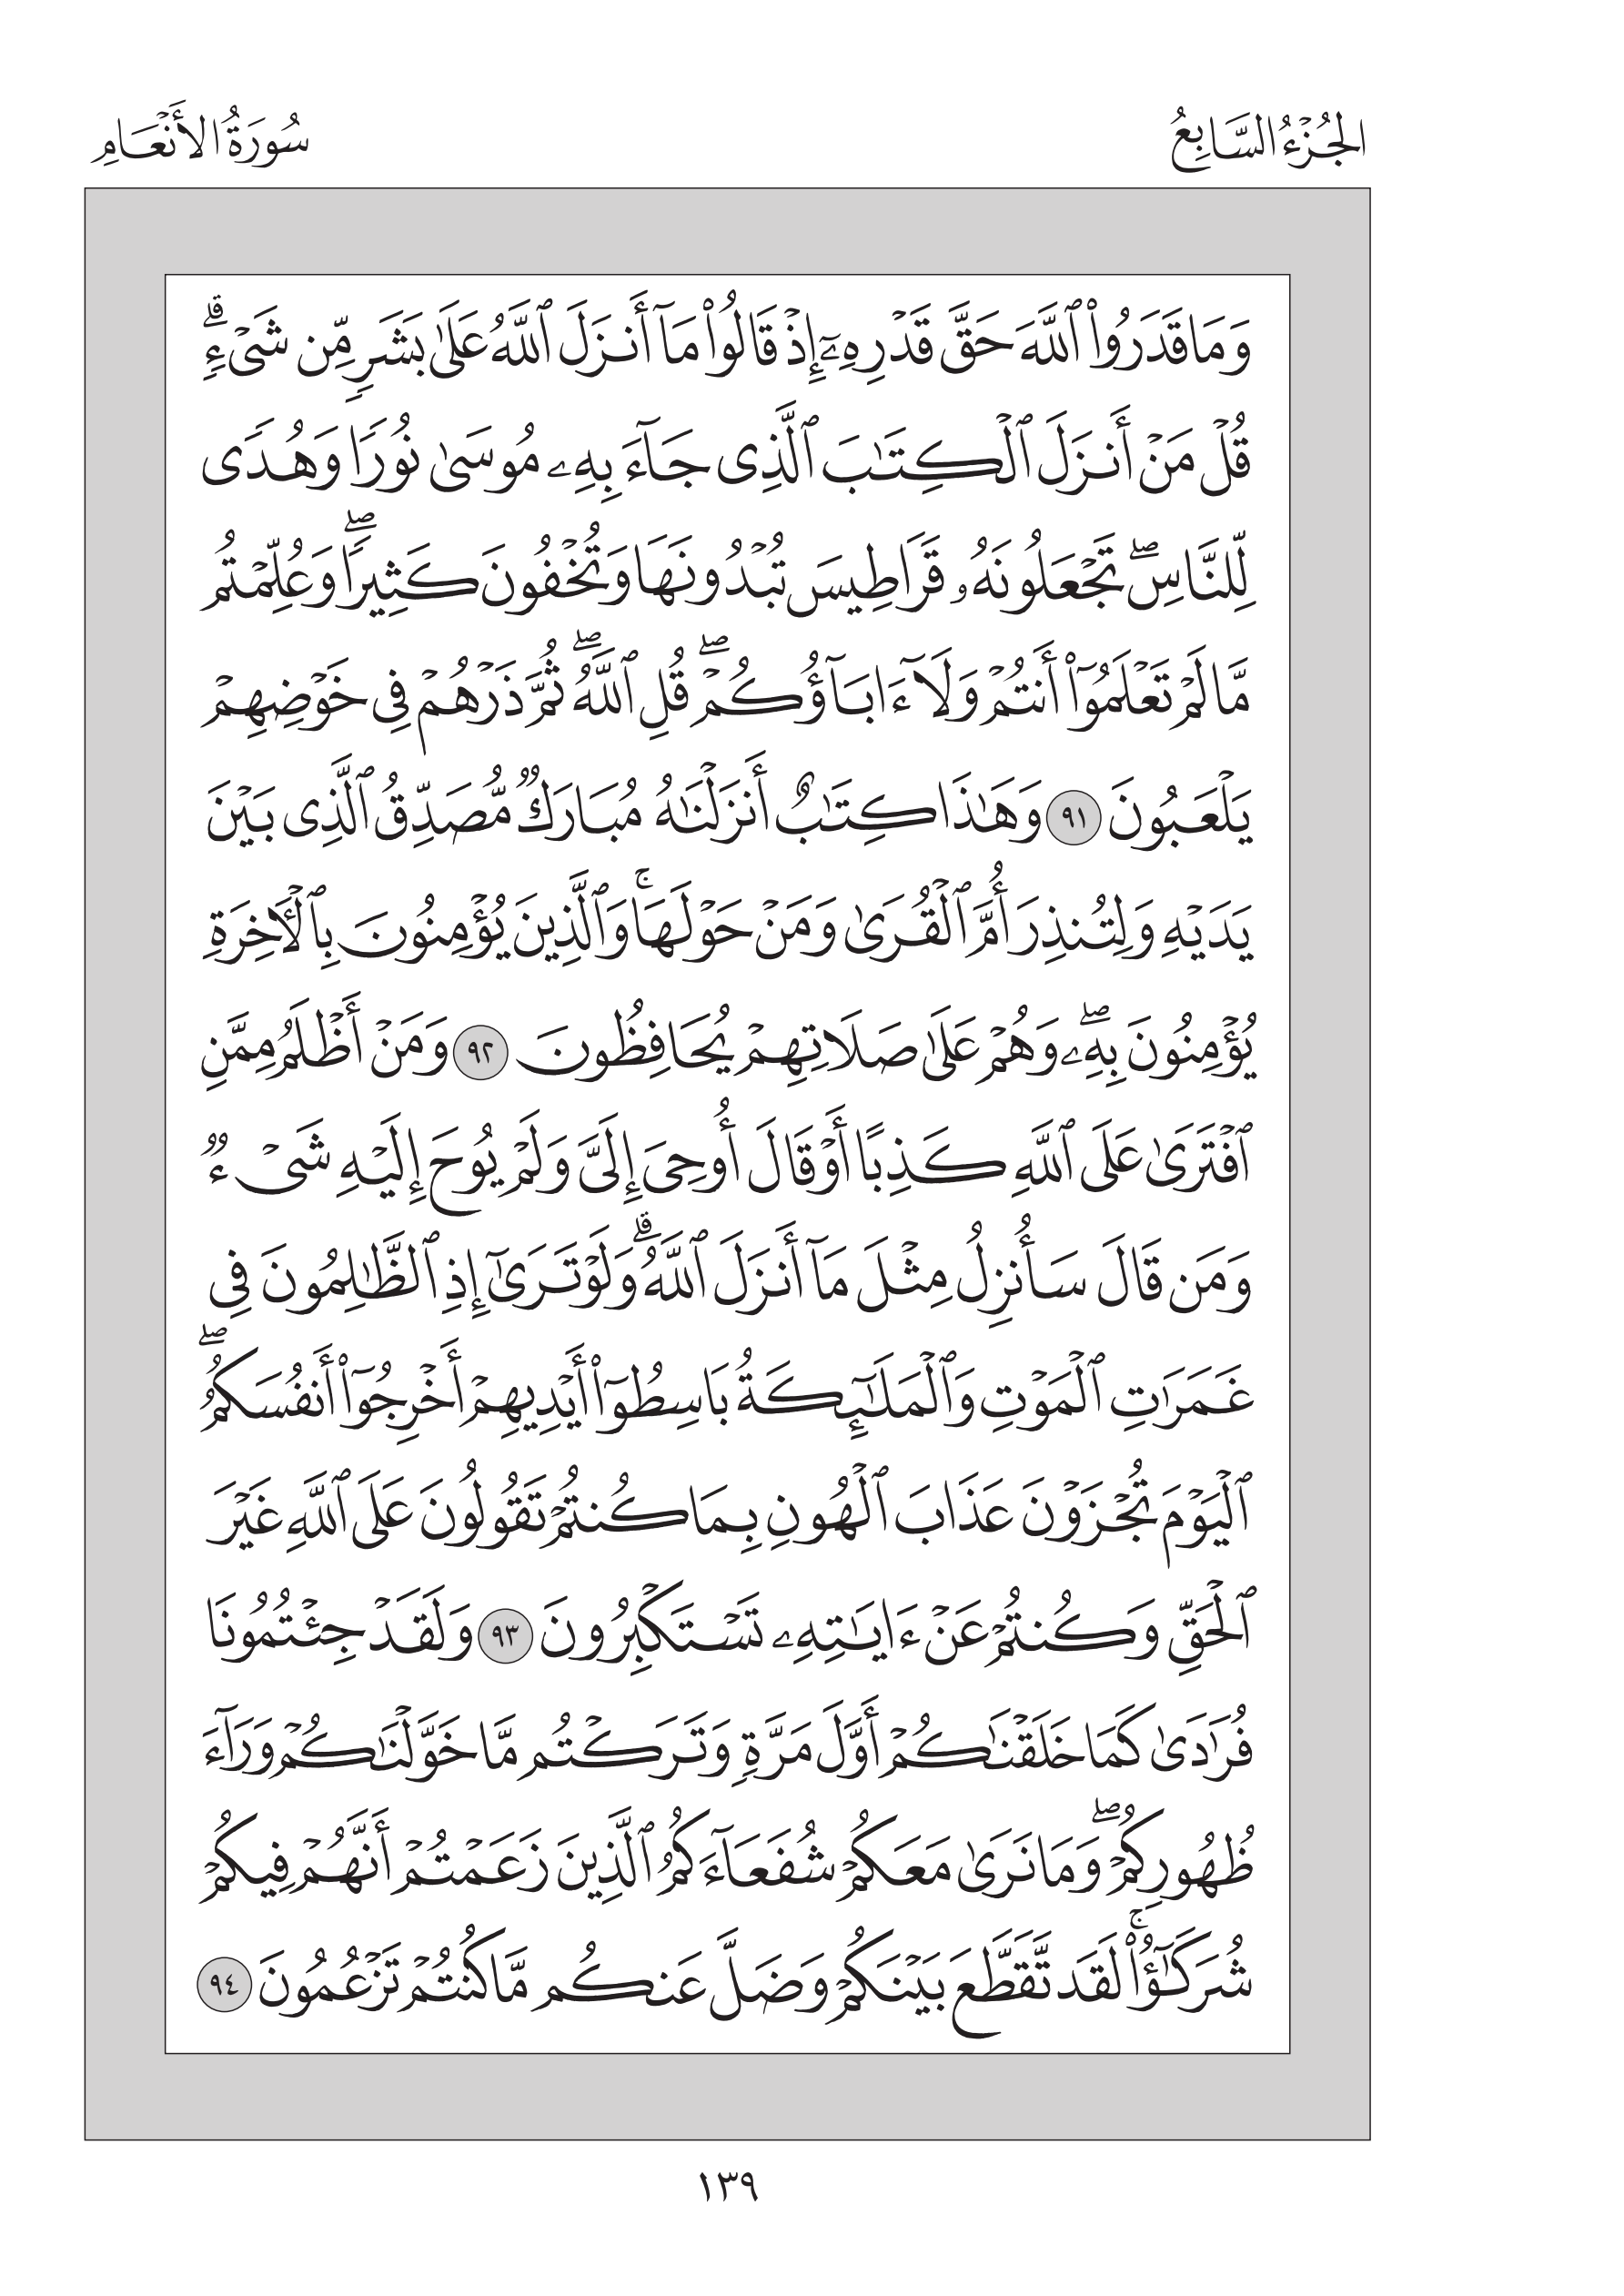 الجُزْءُ السَّابِعُ
سُورَةُ الأَنْعَامِ
وَمَا قَدَرُواْ ٱللَّهَ حَقَّ قَدۡرِهِۦٓ إِذۡ قَالُواْ مَآ أَنزَلَ ٱللَّهُ عَلَىٰ بَشَرٖ مِّن شَيۡءٖۗ
قُلۡ مَنۡ أَنزَلَ ٱلۡكِتَٰبَ ٱلَّذِي جَآءَ بِهِۦ مُوسَىٰ نُورٗا وَهُدٗى
لِّلنَّاسِۖ تَجۡعَلُونَهُۥ قَرَاطِيسَ تُبۡدُونَهَا وَتُخۡفُونَ كَثِيرٗاۖ وَعُلِّمۡتُم
مَّا لَمۡ تَعۡلَمُوٓاْ أَنتُمۡ وَلَآ ءَابَآؤُكُمۡۖ قُلِ ٱللَّهُۖ ثُمَّ ذَرۡهُمۡ فِي خَوۡضِهِمۡ
يَلۡعَبُونَ ٩١ وَهَٰذَا كِتَٰبٌ أَنزَلۡنَٰهُ مُبَارَكٞ مُّصَدِّقُ ٱلَّذِي بَيۡنَ
يَدَيۡهِ وَلِتُنذِرَ أُمَّ ٱلۡقُرَىٰ وَمَنۡ حَوۡلَهَاۚ وَٱلَّذِينَ يُؤۡمِنُونَ بِٱلۡأٓخِرَةِ
يُؤۡمِنُونَ بِهِۦۖ وَهُمۡ عَلَىٰ صَلَاتِهِمۡ يُحَافِظُونَ ٩٢ وَمَنۡ أَظۡلَمُ مِمَّنِ
ٱفۡتَرَىٰ عَلَى ٱللَّهِ كَذِبًا أَوۡ قَالَ أُوحِيَ إِلَيَّ وَلَمۡ يُوحَ إِلَيۡهِ شَيۡءٞ
وَمَن قَالَ سَأُنزِلُ مِثۡلَ مَآ أَنزَلَ ٱللَّهُۗ وَلَوۡ تَرَىٰٓ إِذِ ٱلظَّٰلِمُونَ فِي
غَمَرَٰتِ ٱلۡمَوۡتِ وَٱلۡمَلَٰٓئِكَةُ بَاسِطُوٓاْ أَيۡدِيهِمۡ أَخۡرِجُوٓاْ أَنفُسَكُمُۖ
ٱلۡيَوۡمَ تُجۡزَوۡنَ عَذَابَ ٱلۡهُونِ بِمَا كُنتُمۡ تَقُولُونَ عَلَى ٱللَّهِ غَيۡرَ
ٱلۡحَقِّ وَكُنتُمۡ عَنۡ ءَايَٰتِهِۦ تَسۡتَكۡبِرُونَ ٩٣ وَلَقَدۡ جِئۡتُمُونَا
فُرَٰدَىٰ كَمَا خَلَقۡنَٰكُمۡ أَوَّلَ مَرَّةٖ وَتَرَكۡتُم مَّا خَوَّلۡنَٰكُمۡ وَرَآءَ
ظُهُورِكُمۡۖ وَمَا نَرَىٰ مَعَكُمۡ شُفَعَآءَكُمُ ٱلَّذِينَ زَعَمۡتُمۡ أَنَّهُمۡ فِيكُمۡ
شُرَكَٰٓؤُاْۚ لَقَد تَّقَطَّعَ بَيۡنَكُمۡ وَضَلَّ عَنكُم مَّا كُنتُمۡ تَزۡعُمُونَ ٩٤
١٣٩